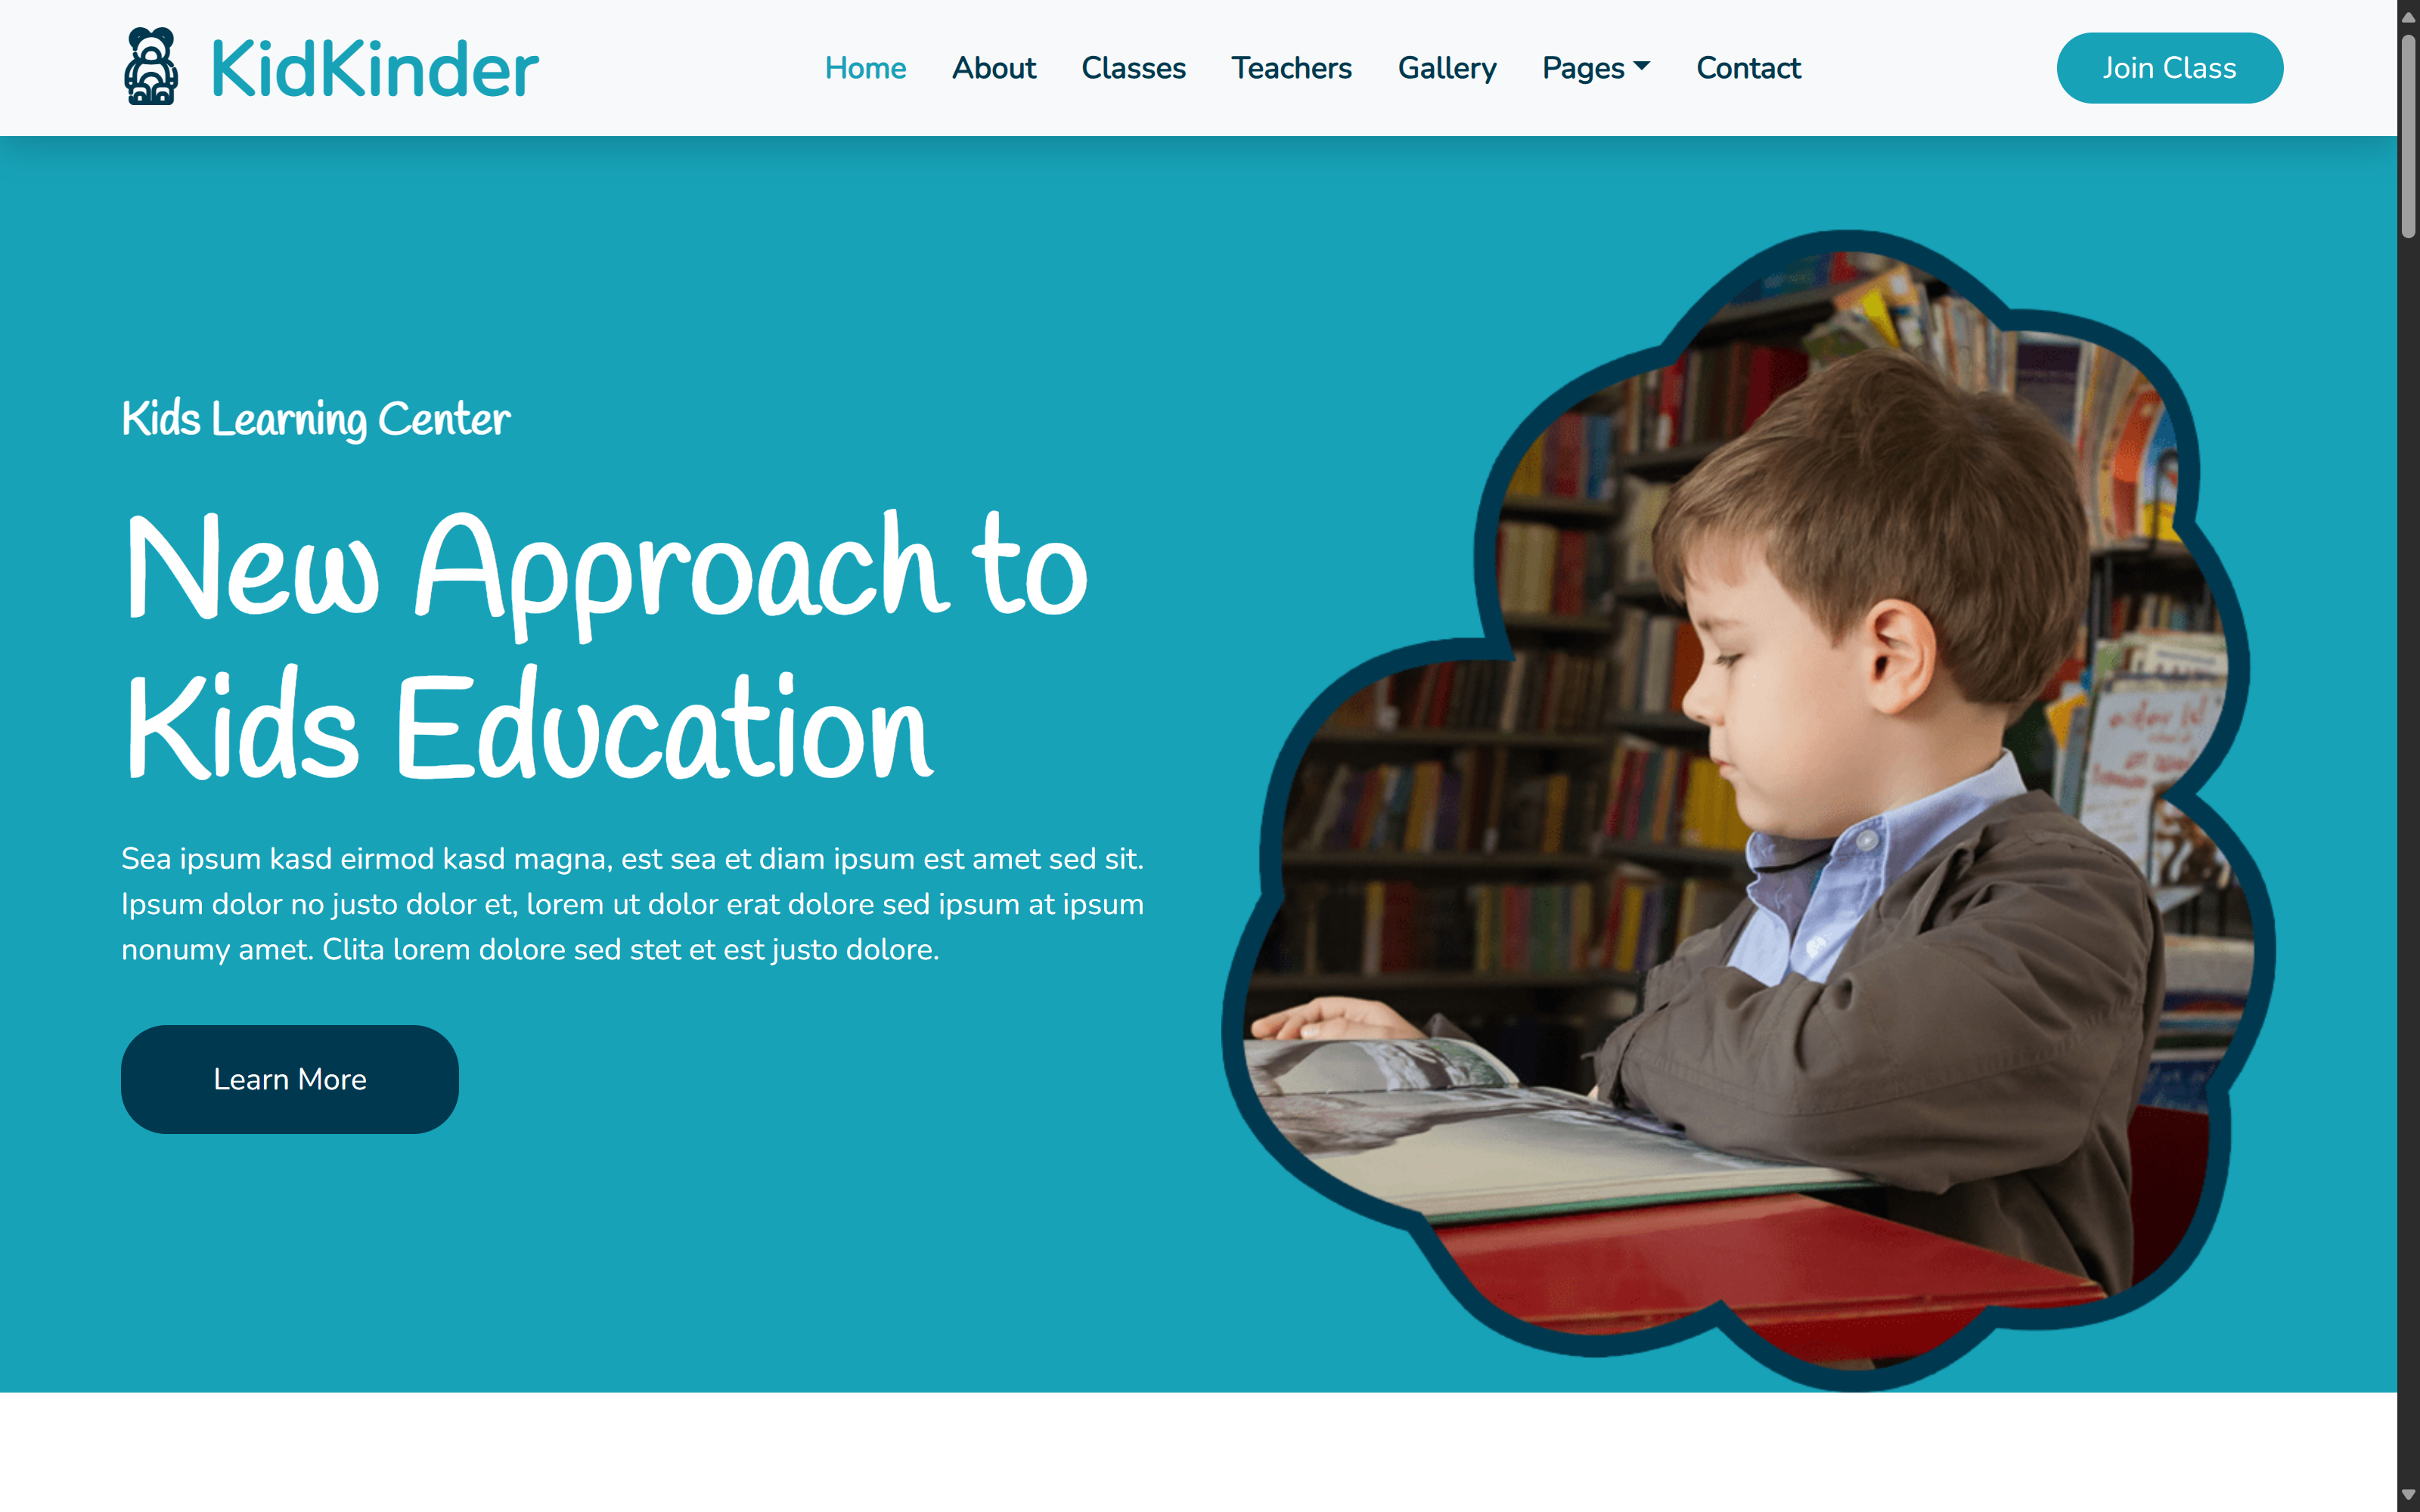 KidKinder
Home
About
Classes
Teachers
Gallery
Pages
Contact
Join Class
Kids Learning Center
New Approach to
Kids Education
Sea ipsum kasd eirmod kasd magna, est sea et diam ipsum est amet sed sit.
Ipsum dolor no justo dolor et, lorem ut dolor erat dolore sed ipsum at ipsum
nonumy amet. Clita lorem dolore sed stet et est justo dolore.
Learn More